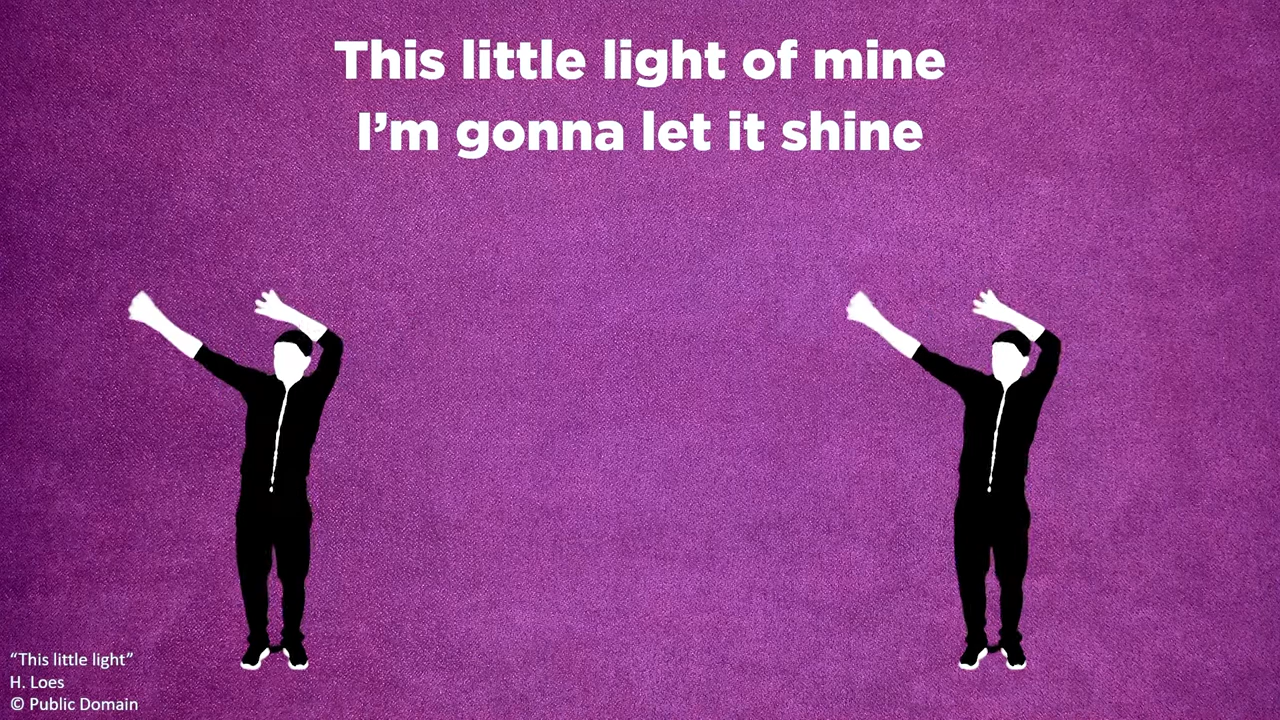 This little light of mine
I’m gonna let it shine
“This little light”
H. Loes
© Public Domain